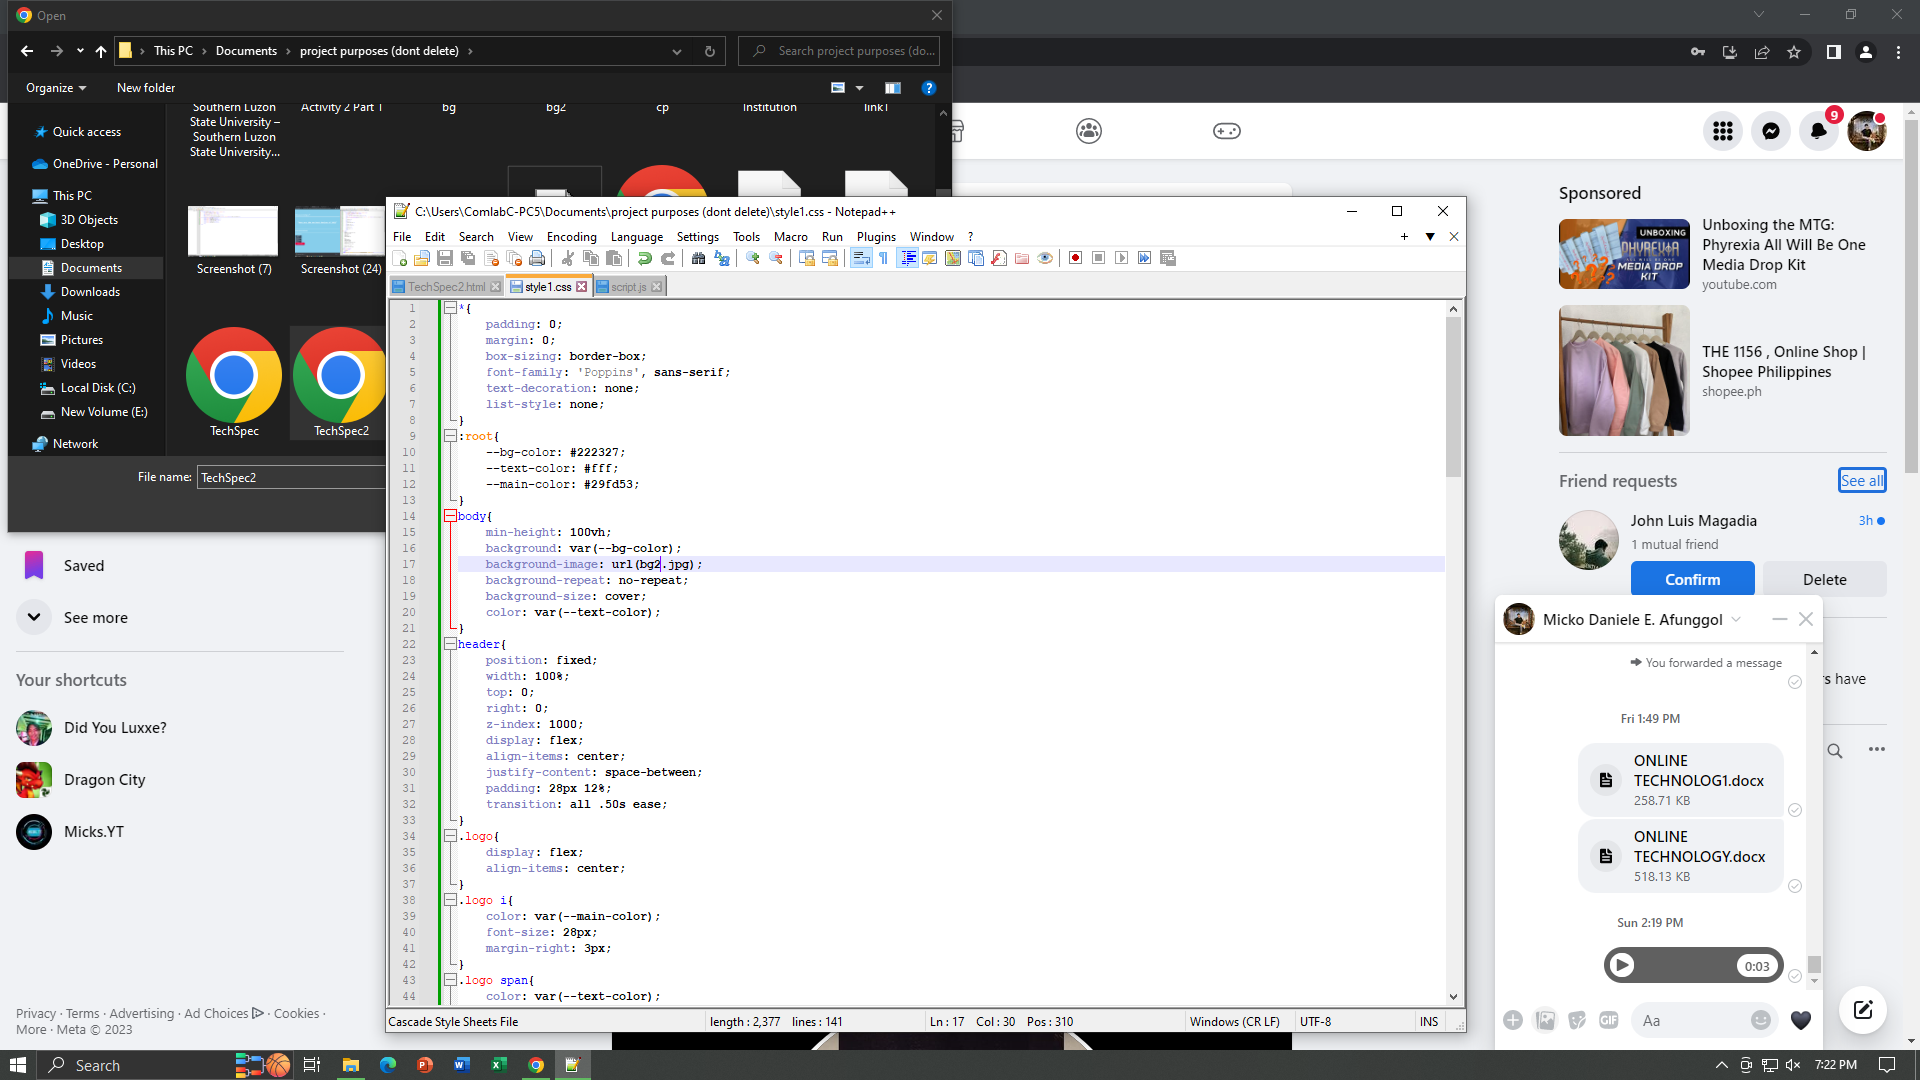 Open
This PC
Documents
project purposes (dont delete)
Search project purposes (do...
Organize
New folder
Southern Luzon
State University –
Southern Luzon
State University...
Activity 2 Part 1
bg
bg2
cp
Institution
link1
Quick access
OneDrive - Personal
This PC
3D Objects
Desktop
Documents
Downloads
Music
Pictures
Videos
Local Disk (C:)
New Volume (E:)
Network
Screenshot (7)
Screenshot (24)
TechSpec
TechSpec2
File name:
TechSpec2
Saved
See more
Your shortcuts
Did You Luxxe?
Dragon City
Micks.YT
Privacy · Terms · Advertising · Ad Choices · Cookies ·
More · Meta © 2023
C:\Users\ComlabC-PC5\Documents\project purposes (dont delete)\style1.css - Notepad++
File Edit Search View Encoding Language Settings Tools Macro Run Plugins Window ?
TechSpec2.html
style1.css
script.js
1 *{
2 padding: 0;
3 margin: 0;
4 box-sizing: border-box;
5 font-family: 'Poppins', sans-serif;
6 text-decoration: none;
7 list-style: none;
8 }
9 :root{
10 --bg-color: #222327;
11 --text-color: #fff;
12 --main-color: #29fd53;
13 }
14 body{
15 min-height: 100vh;
16 background: var(--bg-color);
17 background-image: url(bg2.jpg);
18 background-repeat: no-repeat;
19 background-size: cover;
20 color: var(--text-color);
21 }
22 header{
23 position: fixed;
24 width: 100%;
25 top: 0;
26 right: 0;
27 z-index: 1000;
28 display: flex;
29 align-items: center;
30 justify-content: space-between;
31 padding: 28px 12%;
32 transition: all .50s ease;
33 }
34 .logo{
35 display: flex;
36 align-items: center;
37 }
38 .logo i{
39 color: var(--main-color);
40 font-size: 28px;
41 margin-right: 3px;
42 }
43 .logo span{
44 color: var(--text-color);
Cascade Style Sheets File
length : 2,377 lines : 141
Ln : 17 Col : 30 Pos : 310
Windows (CR LF)
UTF-8
INS
9
Sponsored
UNBOXING
PHYREXIA
MEDIA DROP
KIT
Unboxing the MTG:
Phyrexia All Will Be One
Media Drop Kit
youtube.com
THE 1156 , Online Shop |
Shopee Philippines
shopee.ph
Friend requests
See all
John Luis Magadia
3h
1 mutual friend
Confirm
Delete
Micko Daniele E. Afunggol
You forwarded a message
rs have
Fri 1:49 PM
ONLINE
TECHNOLOG1.docx
258.71 KB
ONLINE
TECHNOLOGY.docx
518.13 KB
Sun 2:19 PM
0:03
GIF
Aa
Search
7:22 PM